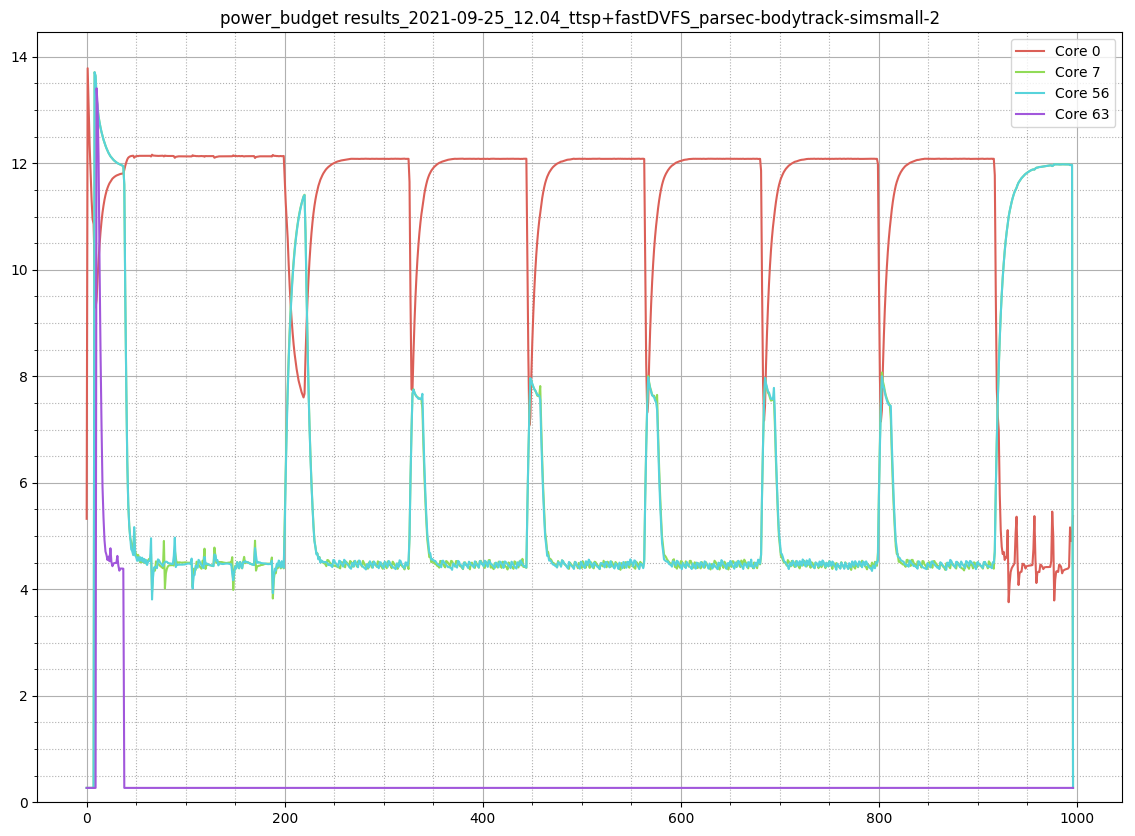 power_budget results_2021-09-25_12.04_ttsp+fastDVFS_parsec-bodytrack-simsmall-2
Core 0
Core 7
Core 56
Core 63
14
12
10
8
6
4
2
0
0 200 400 600 800 1000